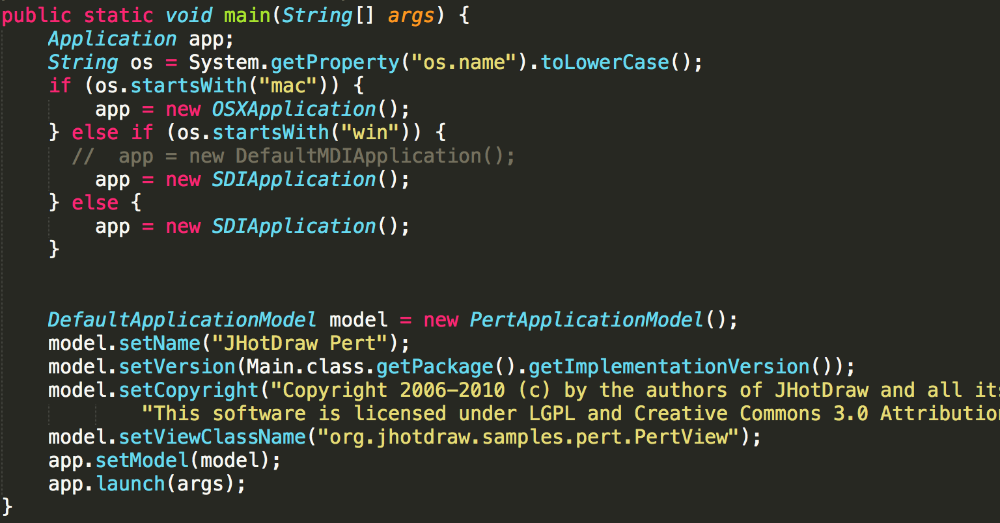 public static void main(String[] args) {
    Application app;
    String os = System.getProperty("os.name").toLowerCase();
    if (os.startsWith("mac")) {
        app = new OSXApplication();
    } else if (os.startsWith("win")) {
      //  app = new DefaultMDIApplication();
        app = new SDIApplication();
    } else {
        app = new SDIApplication();
    }
    DefaultApplicationModel model = new PertApplicationModel();
    model.setName("JHotDraw Pert");
    model.setVersion(Main.class.getPackage().getImplementationVersion());
    model.setCopyright("Copyright 2006-2010 (c) by the authors of JHotDraw and all its
            "This software is licensed under LGPL and Creative Commons 3.0 Attribution
    model.setViewClassName("org.jhotdraw.samples.pert.PertView");
    app.setModel(model);
    app.launch(args);
}